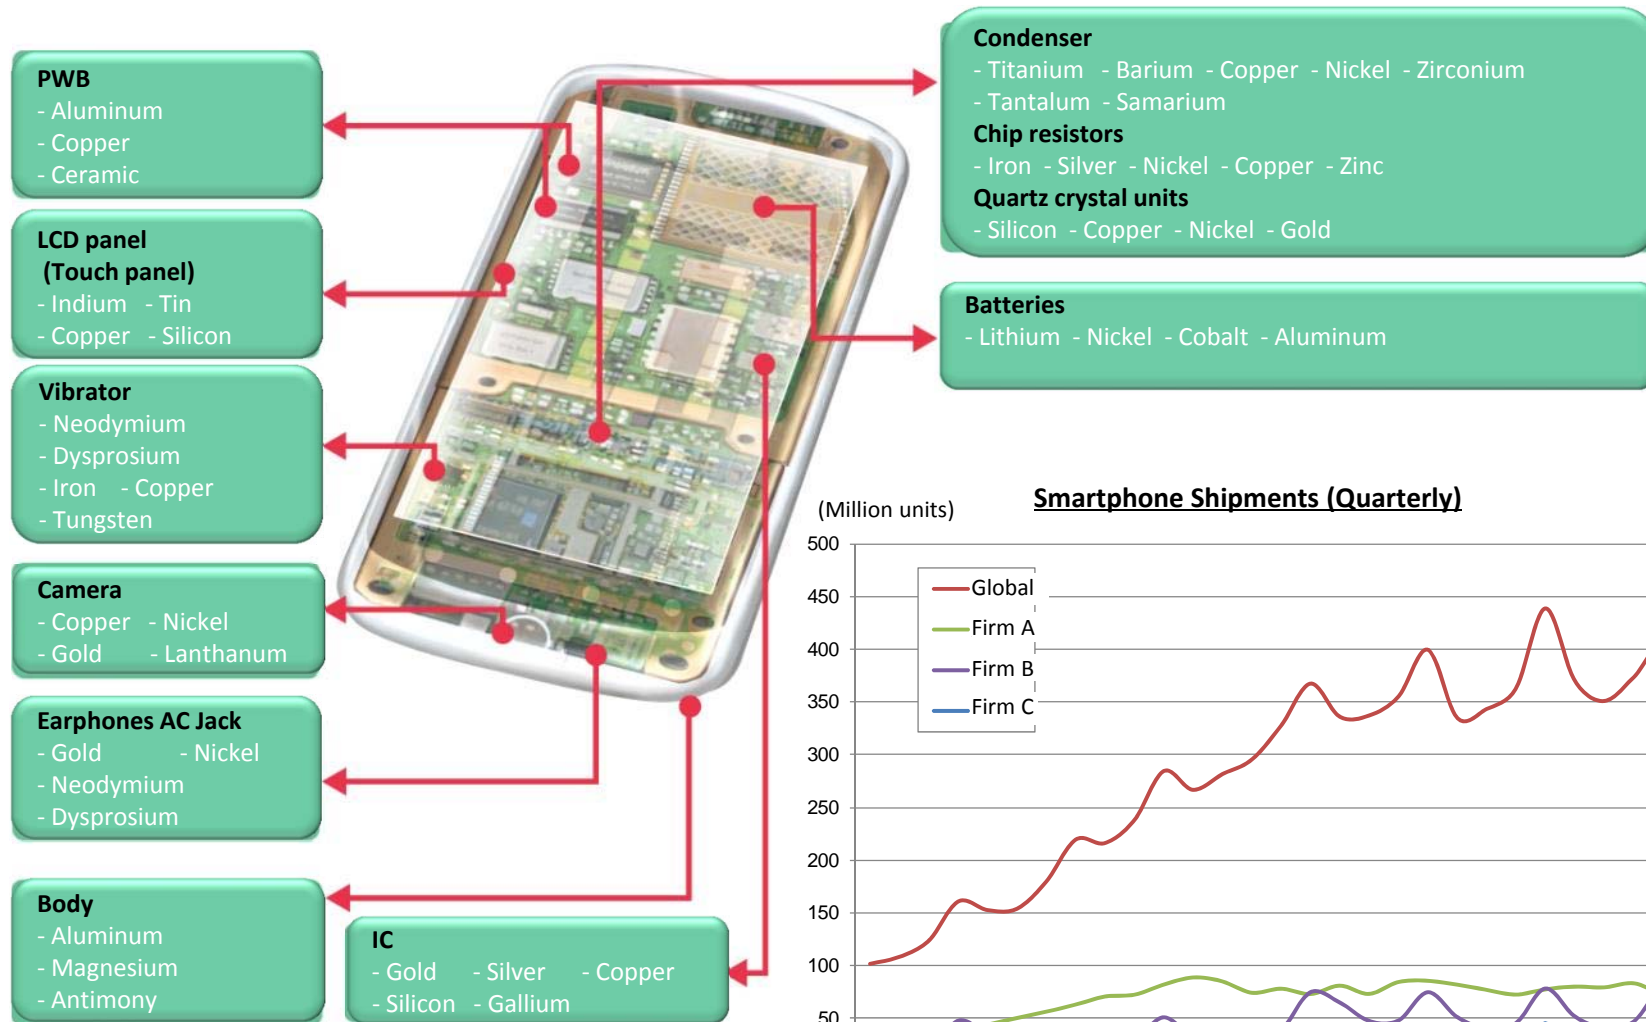 PWB
- Aluminum
- Copper
- Ceramic
LCD panel
(Touch panel)
- Indium - Tin
- Copper - Silicon
Vibrator
- Neodymium
- Dysprosium
- Iron - Copper
- Tungsten
Camera
- Copper - Nickel
- Gold - Lanthanum
Earphones AC Jack
- Gold - Nickel
- Neodymium
- Dysprosium
Body
- Aluminum
- Magnesium
- Antimony
IC
- Gold - Silver - Copper
- Silicon - Gallium
Condenser
- Titanium - Barium - Copper - Nickel - Zirconium
- Tantalum - Samarium
Chip resistors
- Iron - Silver - Nickel - Copper - Zinc
Quartz crystal units
- Silicon - Copper - Nickel - Gold
Batteries
- Lithium - Nickel - Cobalt - Aluminum
Smartphone Shipments (Quarterly)
(Million units)
500
450
400
350
300
250
200
150
100
50
Global
Firm A
Firm B
Firm C